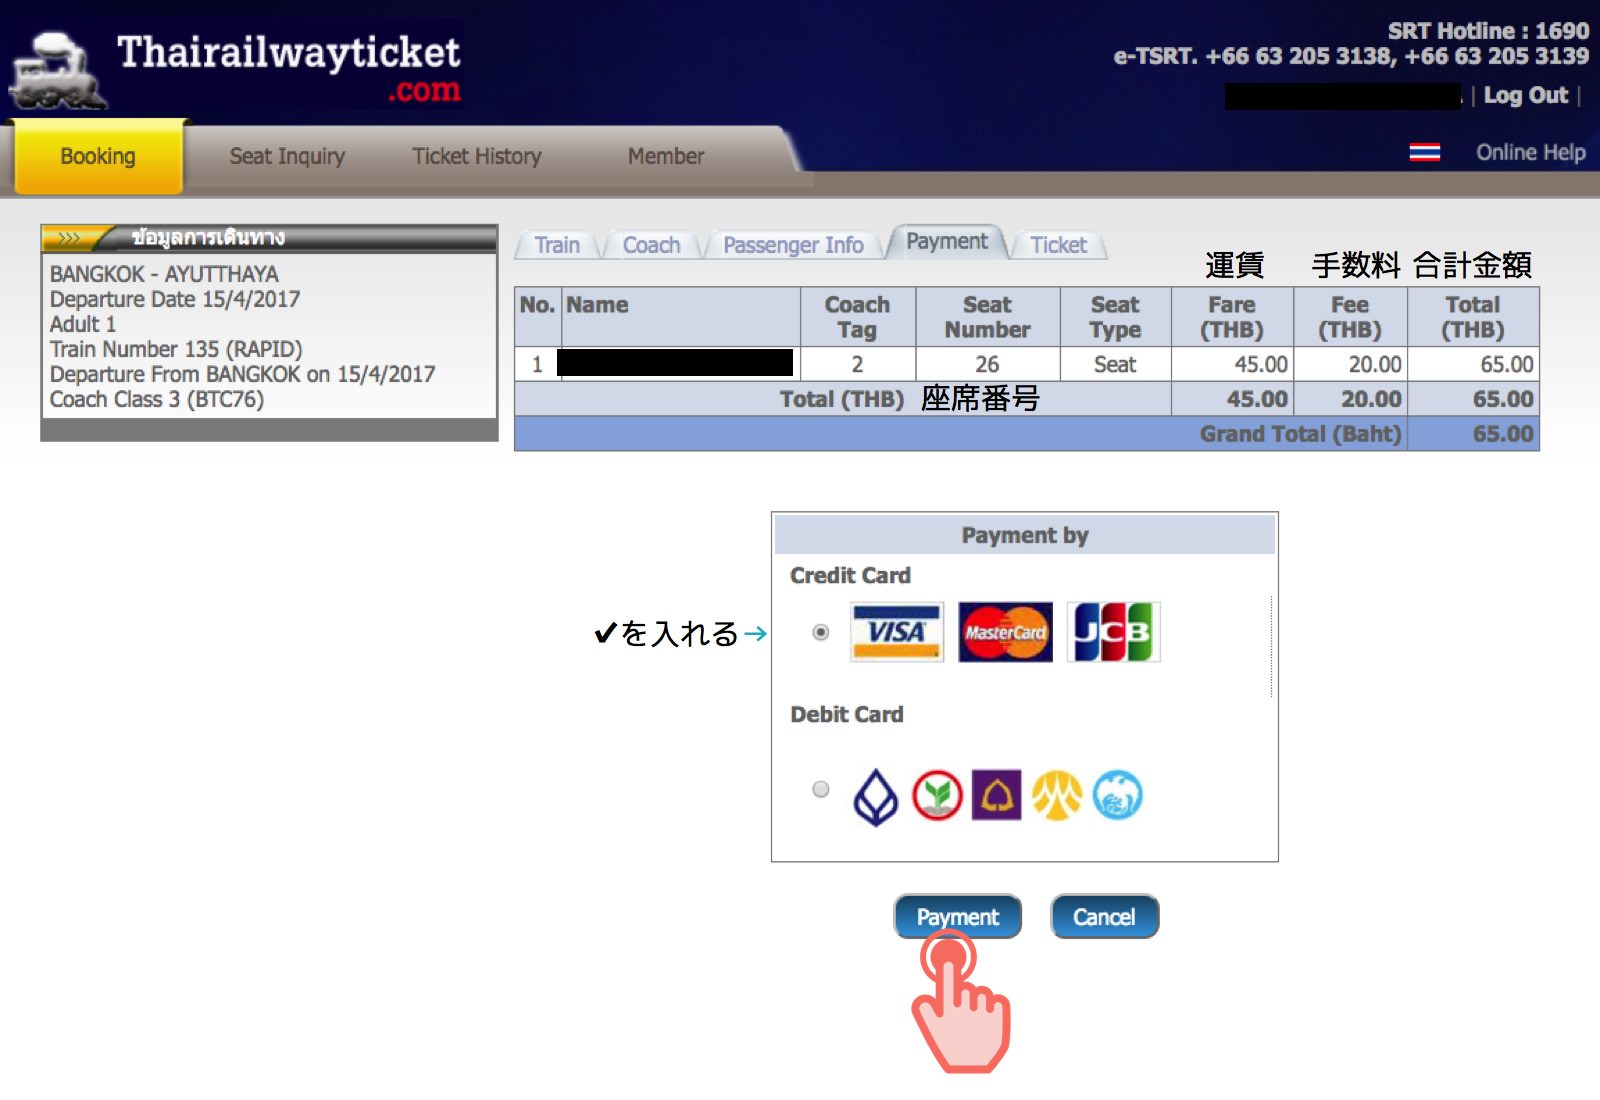 Thairailwayticket
.com
SRT Hotline : 1690
e-TSRT. +66 63 205 3138, +66 63 205 3139
| Log Out |
Booking
Seat Inquiry
Ticket History
Member
Online Help
>>> ข้อมูลการเดินทาง
BANGKOK - AYUTTHAYA
Departure Date 15/4/2017
Adult 1
Train Number 135 (RAPID)
Departure From BANGKOK on 15/4/2017
Coach Class 3 (BTC76)
Train
Coach
Passenger Info
Payment
Ticket
運賃 手数料 合計金額
No. Name Coach Tag Seat Number Seat Type Fare (THB) Fee (THB) Total (THB)
1 2 26 Seat 45.00 20.00 65.00
Total (THB) 座席番号 45.00 20.00 65.00
Grand Total (Baht) 65.00
Payment by
Credit Card
✔を入れる→
VISA MasterCard JCB
Debit Card
Payment
Cancel